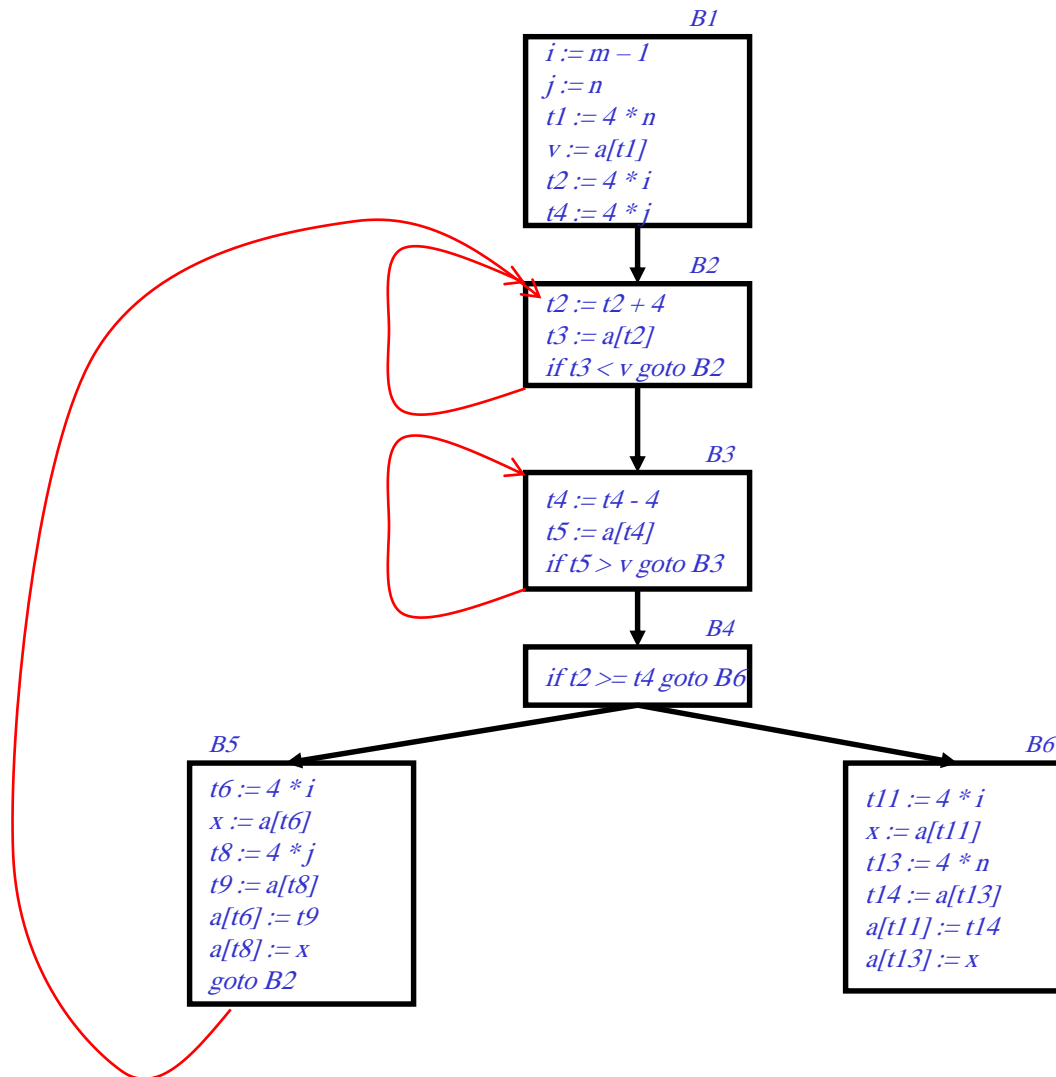 B1
i := m – 1
j := n
t1 := 4 * n
v := a[t1]
t2 := 4 * i
t4 := 4 * j
B2
t2 := t2 + 4
t3 := a[t2]
if t3 < v goto B2
B3
t4 := t4 - 4
t5 := a[t4]
if t5 > v goto B3
B4
if t2 >= t4 goto B6
B5
t6 := 4 * i
x := a[t6]
t8 := 4 * j
t9 := a[t8]
a[t6] := t9
a[t8] := x
goto B2
B6
t11 := 4 * i
x := a[t11]
t13 := 4 * n
t14 := a[t13]
a[t11] := t14
a[t13] := x